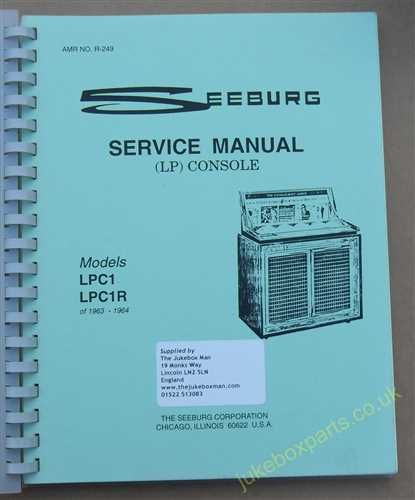 AMR NO. R-249
SEEBURG
SERVICE MANUAL
(LP) CONSOLE
Models
LPC1
LPC1R
of 1963 - 1964
Supplied by
The Jukebox Man
19 Monks Way
Lincoln LN2 5LN
England
www.thejukeboxman.com
01522 513083
THE SEEBURG CORPORATION
CHICAGO, ILLINOIS 60622 U.S.A.
jukeboxparts.co.uk